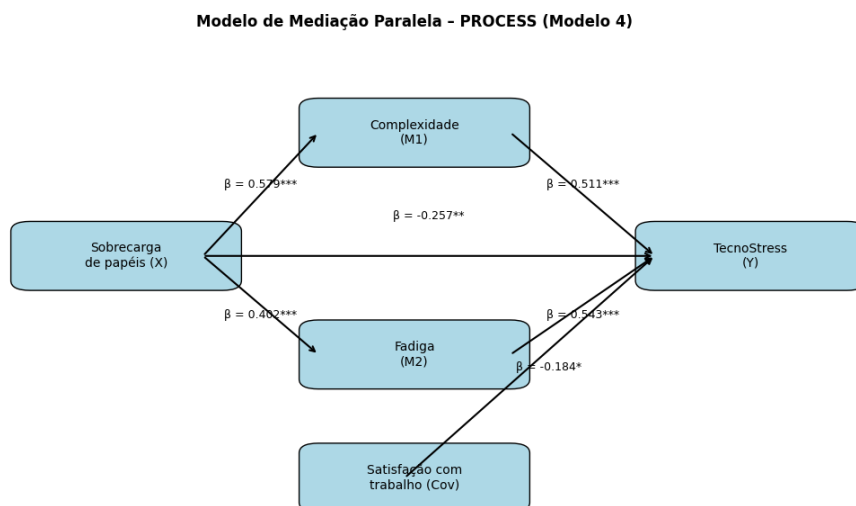 Modelo de Mediação Paralela – PROCESS (Modelo 4)
Complexidade
(M1)
β = 0.579***
β = 0.511***
β = -0.257**
Sobrecarga
de papéis (X)
TecnoStress
(Y)
β = 0.402***
β = 0.543***
Fadiga
(M2)
β = -0.184*
Satisfação com
trabalho (Cov)